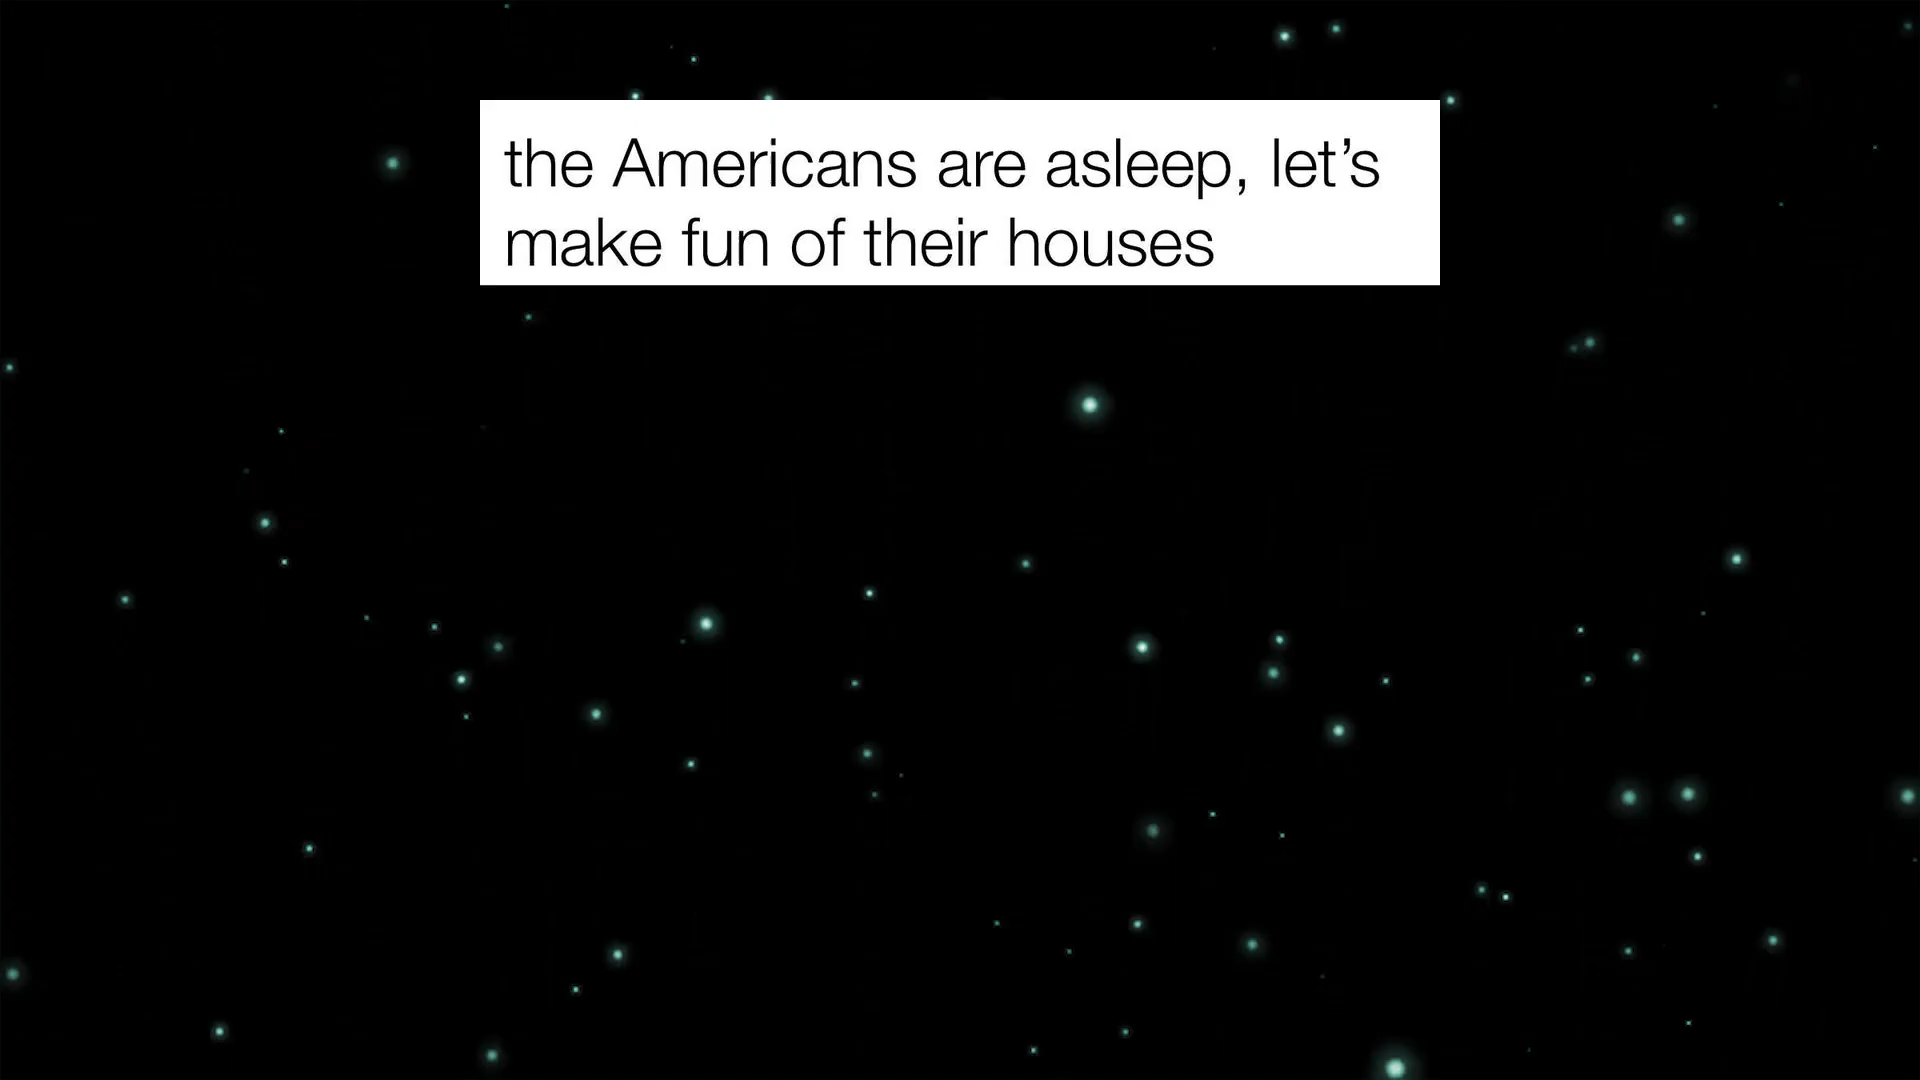 the Americans are asleep, let’s
make fun of their houses